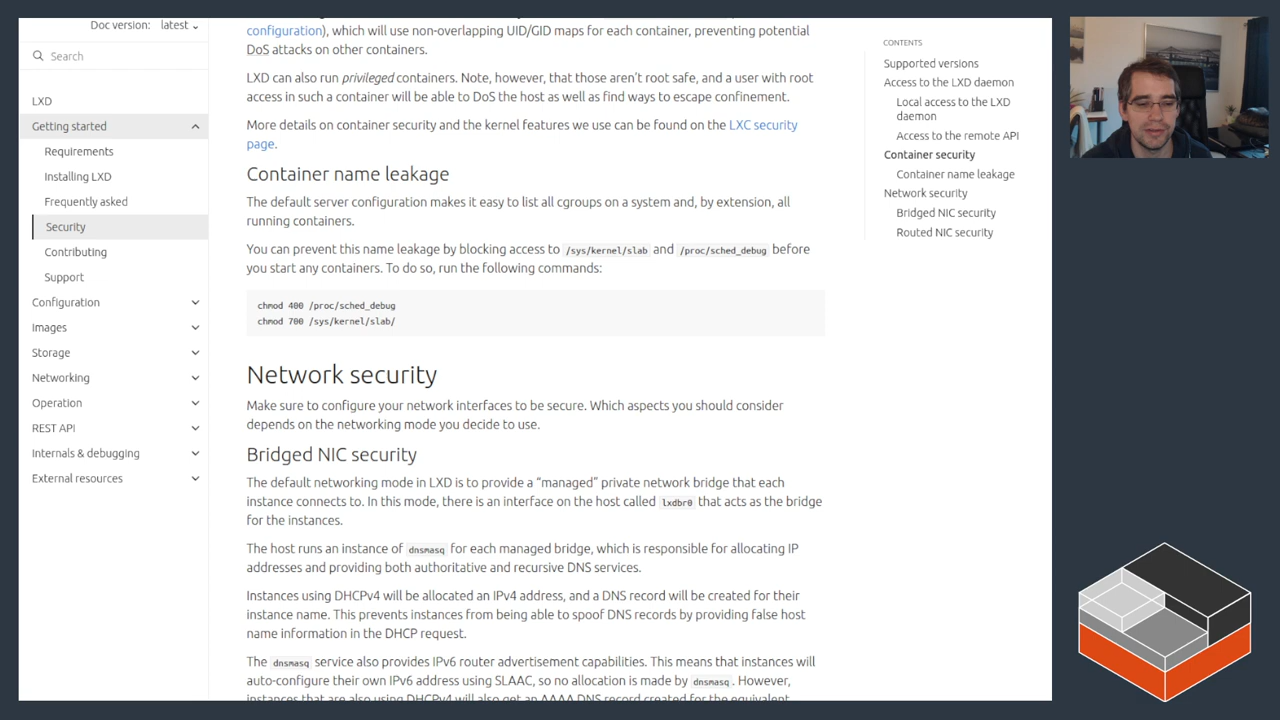 Doc version: latest
Search
LXD
Getting started
Requirements
Installing LXD
Frequently asked
Security
Contributing
Support
Configuration
Images
Storage
Networking
Operation
REST API
Internals & debugging
External resources
configuration), which will use non-overlapping UID/GID maps for each container, preventing potential
DoS attacks on other containers.
LXD can also run privileged containers. Note, however, that those aren’t root safe, and a user with root
access in such a container will be able to DoS the host as well as find ways to escape confinement.
More details on container security and the kernel features we use can be found on the LXC security
page.
Container name leakage
The default server configuration makes it easy to list all cgroups on a system and, by extension, all
running containers.
You can prevent this name leakage by blocking access to /sys/kernel/slab and /proc/sched_debug before
you start any containers. To do so, run the following commands:
chmod 400 /proc/sched_debug
chmod 700 /sys/kernel/slab/
Network security
Make sure to configure your network interfaces to be secure. Which aspects you should consider
depends on the networking mode you decide to use.
Bridged NIC security
The default networking mode in LXD is to provide a “managed” private network bridge that each
instance connects to. In this mode, there is an interface on the host called lxdbr0 that acts as the bridge
for the instances.
The host runs an instance of dnsmasq for each managed bridge, which is responsible for allocating IP
addresses and providing both authoritative and recursive DNS services.
Instances using DHCPv4 will be allocated an IPv4 address, and a DNS record will be created for their
instance name. This prevents instances from being able to spoof DNS records by providing false host
name information in the DHCP request.
The dnsmasq service also provides IPv6 router advertisement capabilities. This means that instances will
auto-configure their own IPv6 address using SLAAC, so no allocation is made by dnsmasq. However,
instances that are also using DHCPv4 will also get an AAAA DNS record created for the equivalent
CONTENTS
Supported versions
Access to the LXD daemon
Local access to the LXD
daemon
Access to the remote API
Container security
Container name leakage
Network security
Bridged NIC security
Routed NIC security